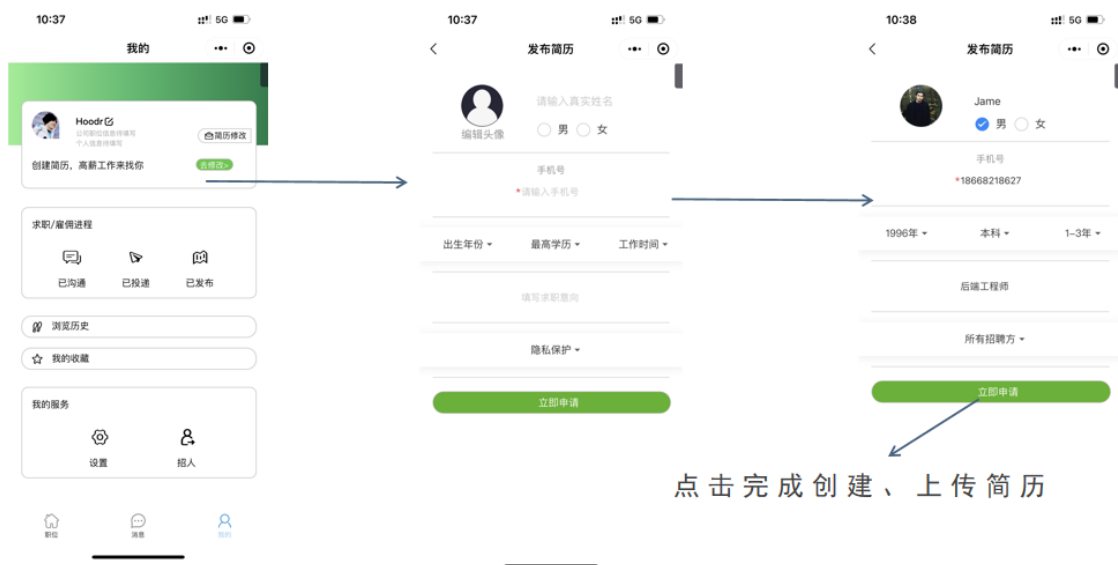 10:37
5G
我的
Hoodr
公司职位信息待填写
个人信息待填写
简历修改
创建简历，高薪工作来找你
去修改>
求职/雇佣进程
已沟通 已投递 已发布
浏览历史
我的收藏
我的服务
设置 招人
职位 消息 我的
10:37
5G
发布简历
请输入真实姓名
编辑头像
男 女
手机号
*请输入手机号
出生年份 最高学历 工作时间
填写求职意向
隐私保护
立即申请
10:38
5G
发布简历
Jame
男 女
手机号
*18668218627
1996年 本科 1-3年
后端工程师
所有招聘方
立即申请
点击完成创建、上传简历